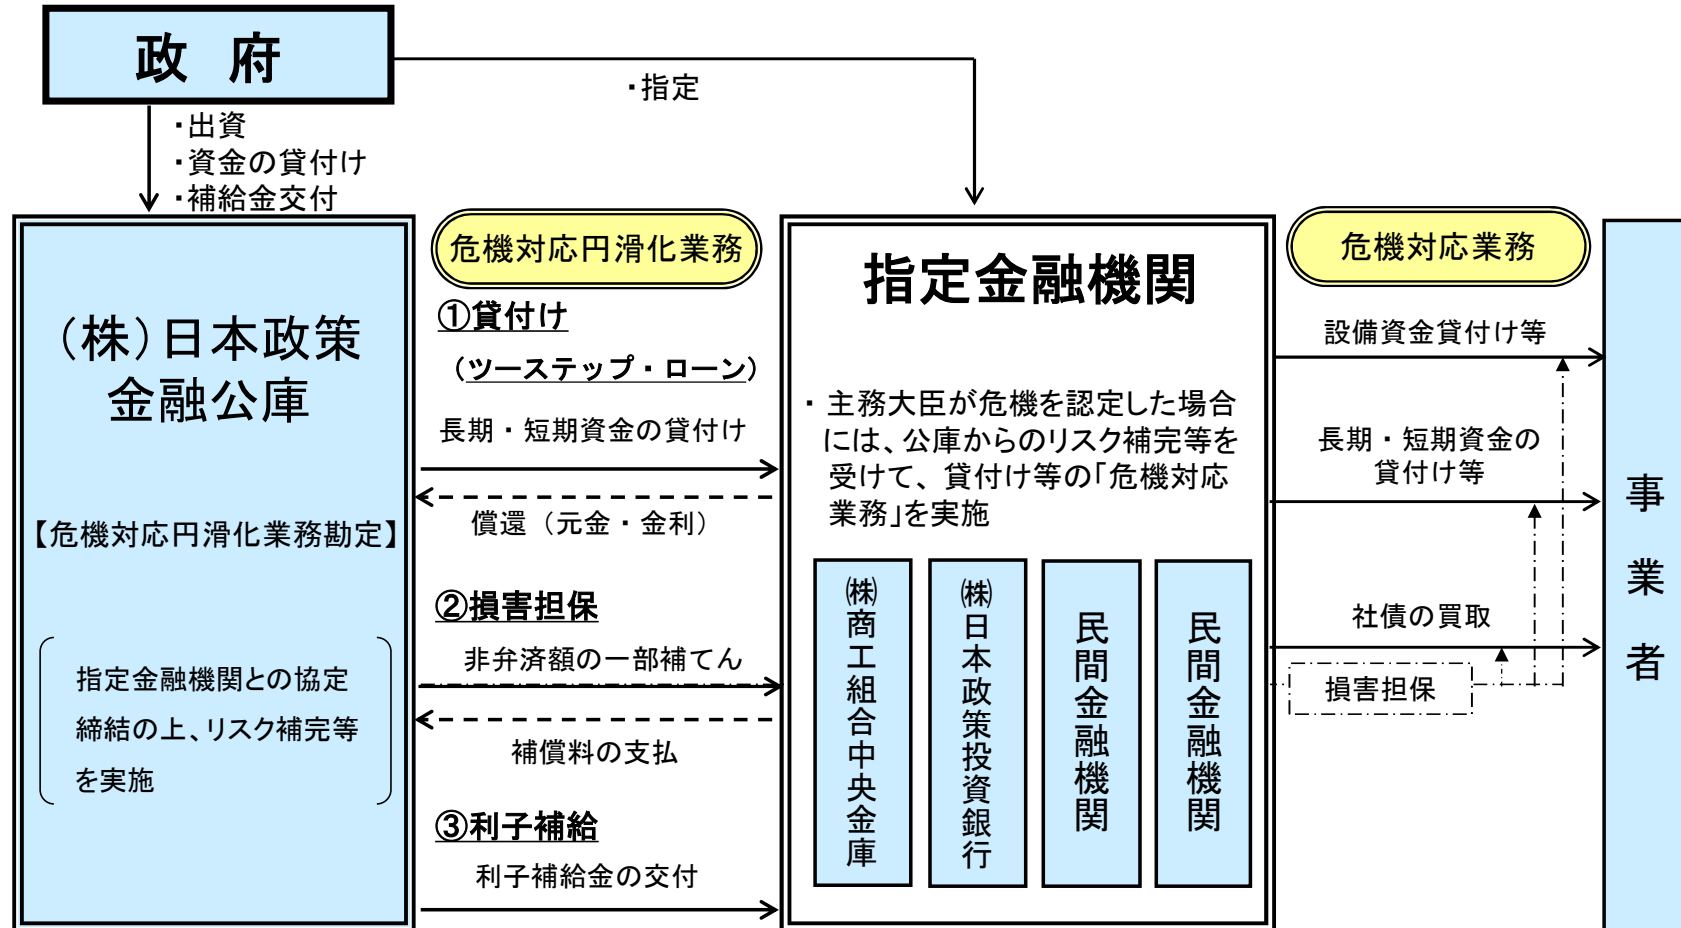 政 府
・指定
・出資
・資金の貸付け
・補給金交付
(株)日本政策
金融公庫
【危機対応円滑化業務勘定】
指定金融機関との協定
締結の上、リスク補完等
を実施
危機対応円滑化業務
①貸付け
(ツーステップ・ローン)
長期・短期資金の貸付け
償還(元金・金利)
②損害担保
非弁済額の一部補てん
補償料の支払
③利子補給
利子補給金の交付
指定金融機関
・主務大臣が危機を認定した場合
には、公庫からのリスク補完等を
受けて、貸付け等の「危機対応
業務」を実施
㈱商工組合中央金庫
㈱日本政策投資銀行
民間金融機関
民間金融機関
危機対応業務
設備資金貸付け等
長期・短期資金の
貸付け等
社債の買取
損害担保
事業者